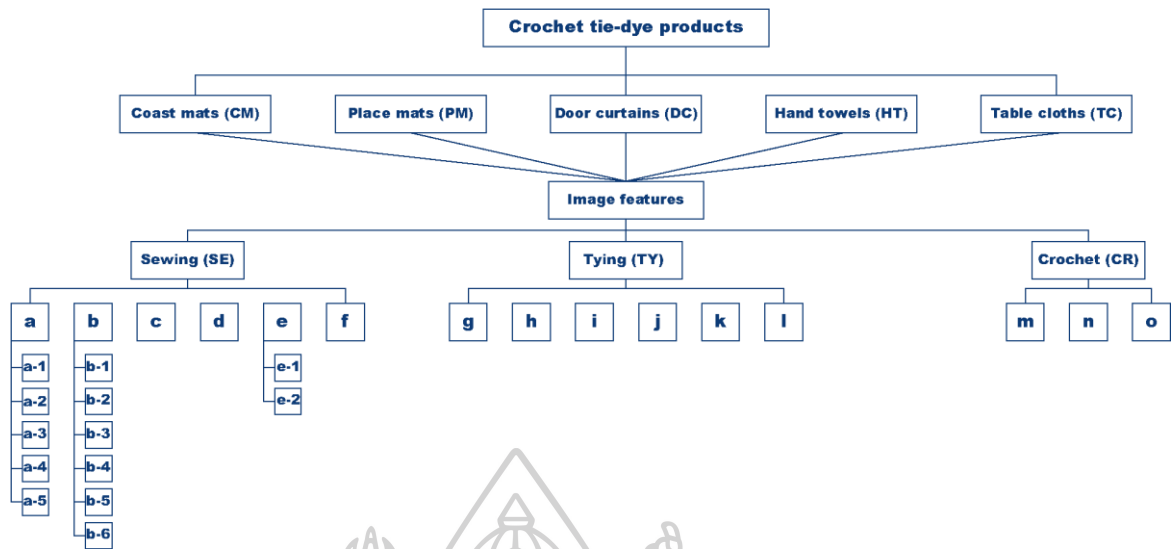 Crochet tie-dye products
Coast mats (CM)
Place mats (PM)
Door curtains (DC)
Hand towels (HT)
Table cloths (TC)
Image features
Sewing (SE)
Tying (TY)
Crochet (CR)
a
b
c
d
e
f
g
h
i
j
k
l
m
n
o
a-1
a-2
a-3
a-4
a-5
b-1
b-2
b-3
b-4
b-5
b-6
e-1
e-2